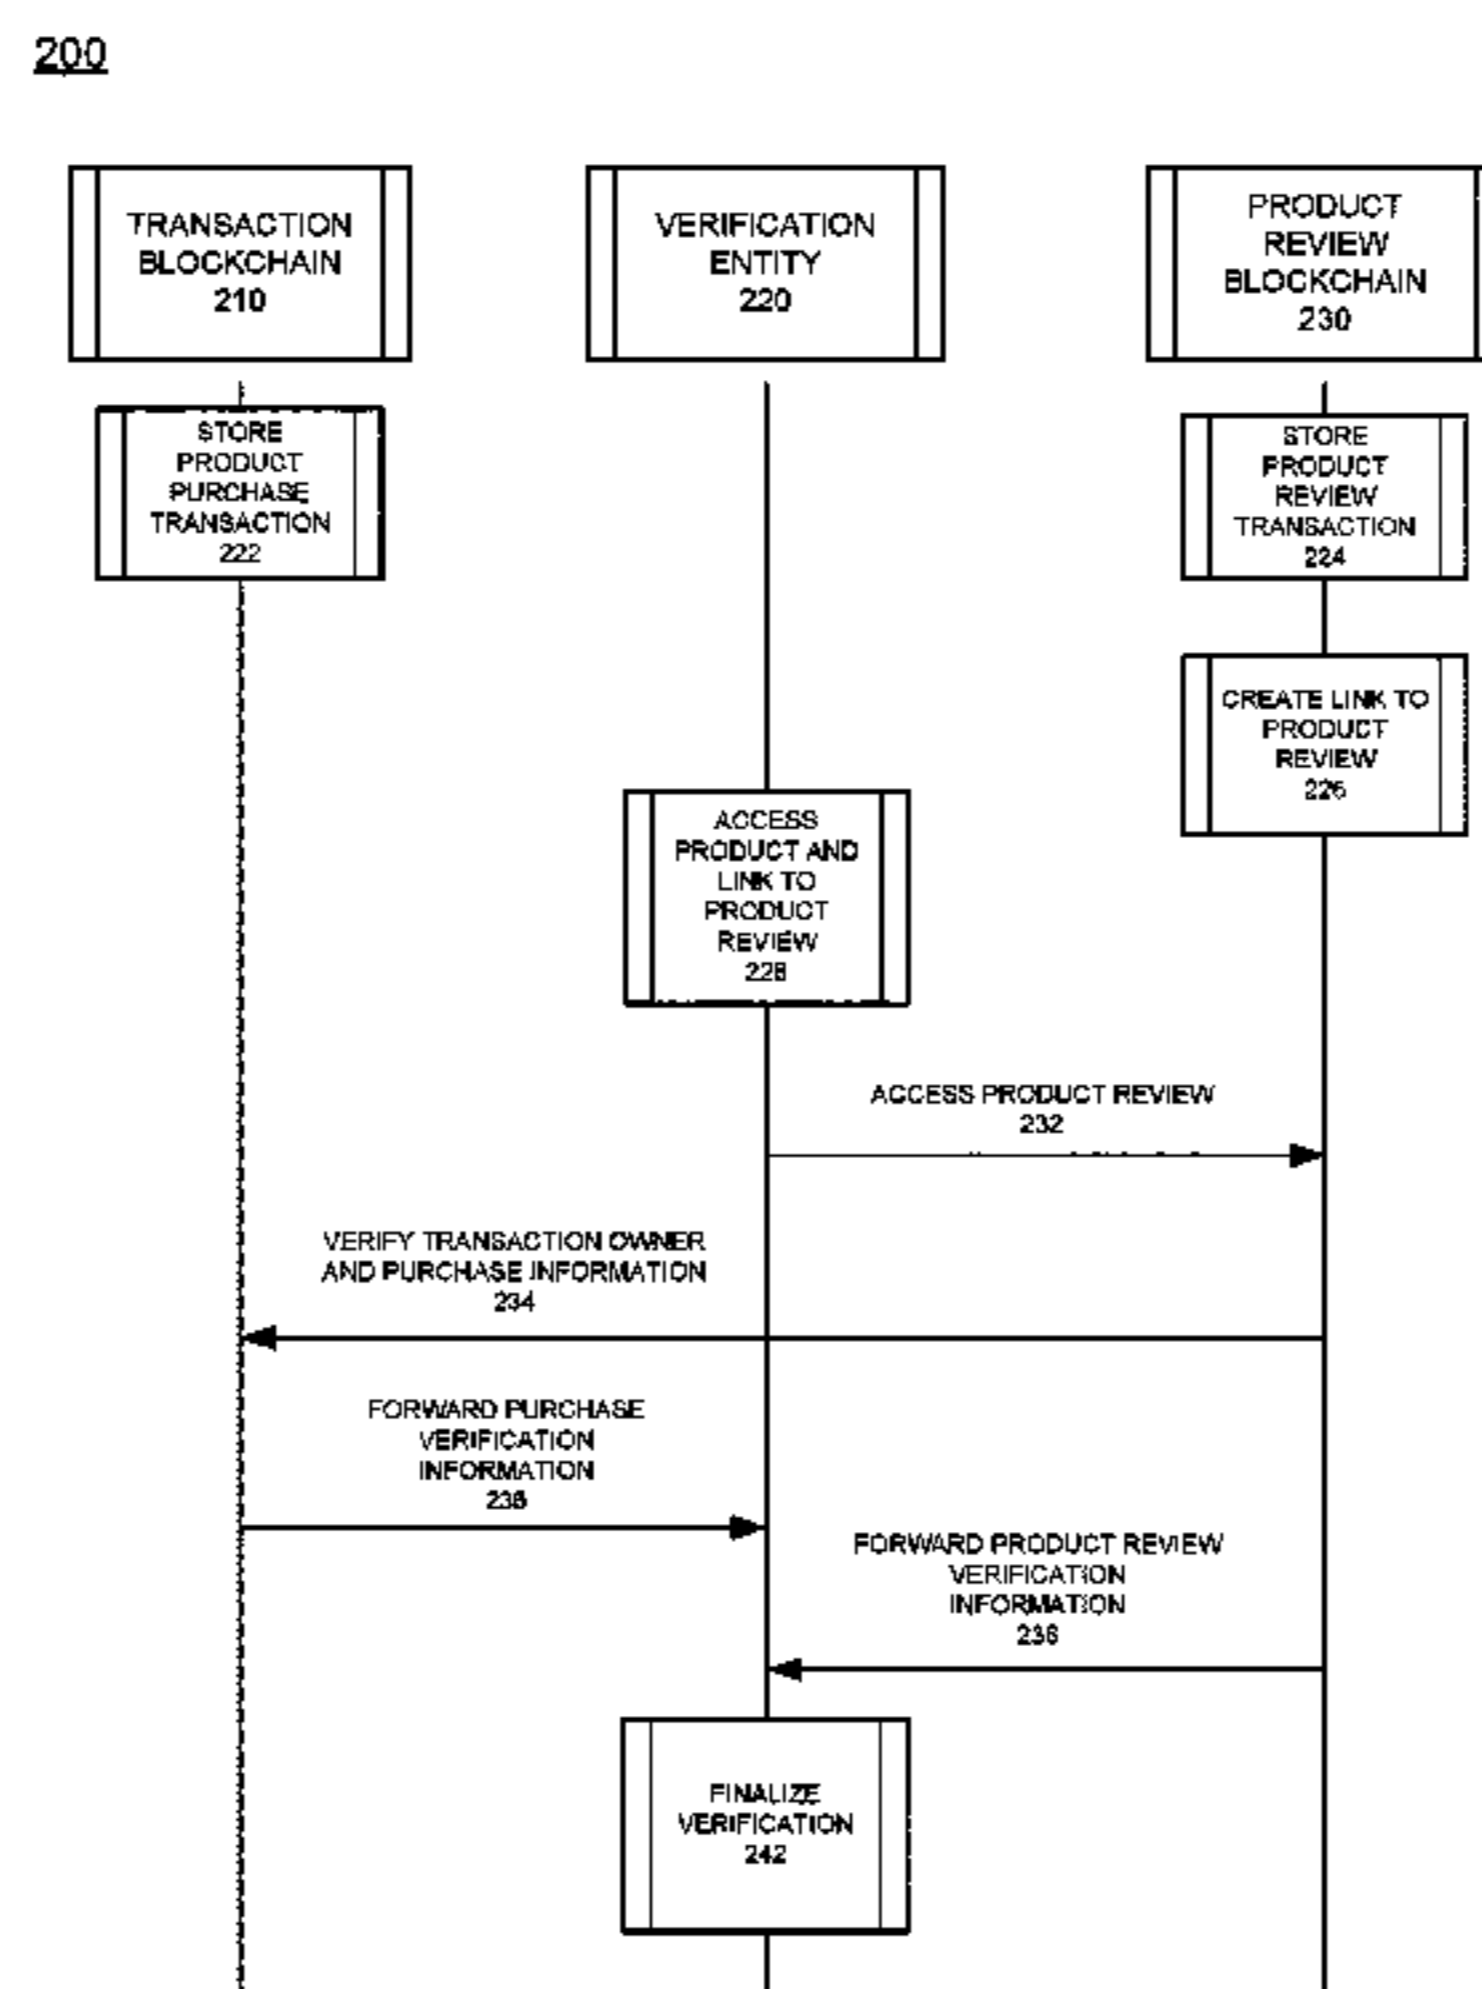 200
TRANSACTION
BLOCKCHAIN
210
VERIFICATION
ENTITY
220
PRODUCT
REVIEW
BLOCKCHAIN
230
STORE
PRODUCT
PURCHASE
TRANSACTION
222
STORE
PRODUCT
REVIEW
TRANSACTION
224
CREATE LINK TO
PRODUCT
REVIEW
226
ACCESS
PRODUCT AND
LINK TO
PRODUCT
REVIEW
228
ACCESS PRODUCT REVIEW
232
VERIFY TRANSACTION OWNER
AND PURCHASE INFORMATION
234
FORWARD PURCHASE
VERIFICATION
INFORMATION
FORWARD PRODUCT REVIEW
VERIFICATION
INFORMATION
FINALIZE
VERIFICATION
242